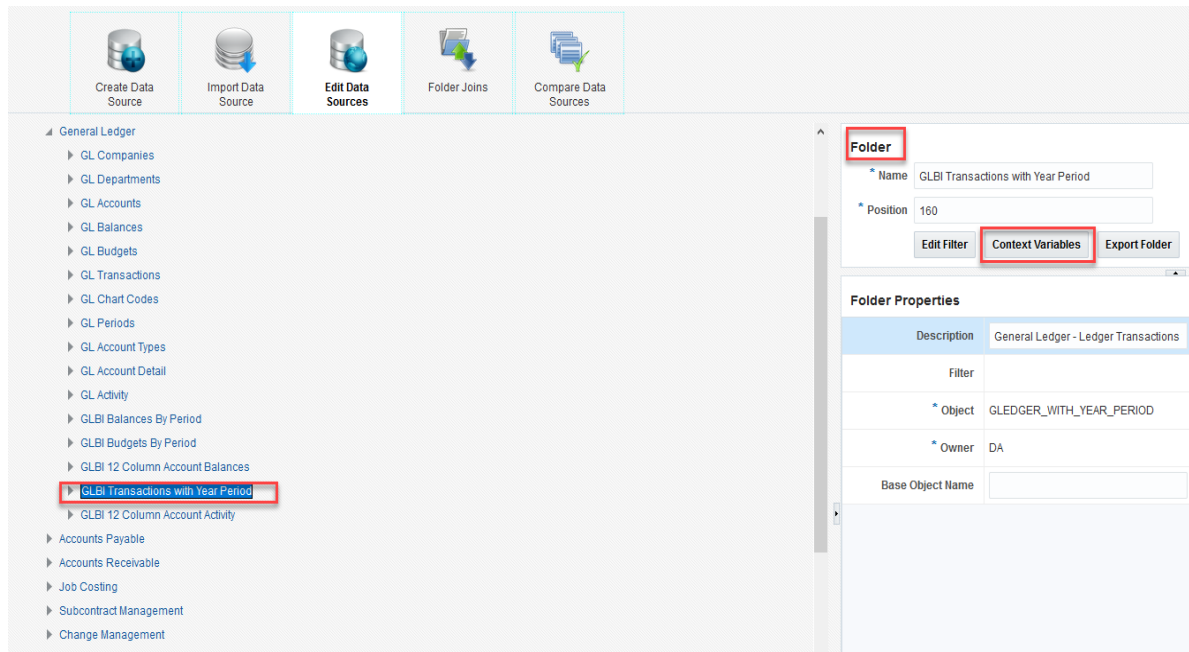 Create Data
Source
Import Data
Source
Edit Data
Sources
Folder Joins
Compare Data
Sources
General Ledger
GL Companies
GL Departments
GL Accounts
GL Balances
GL Budgets
GL Transactions
GL Chart Codes
GL Periods
GL Account Types
GL Account Detail
GL Activity
GLBI Balances By Period
GLBI Budgets By Period
GLBI 12 Column Account Balances
GLBI Transactions with Year Period
GLBI 12 Column Account Activity
Accounts Payable
Accounts Receivable
Job Costing
Subcontract Management
Change Management
Folder
* Name GLBI Transactions with Year Period
* Position 160
Edit Filter Context Variables Export Folder
Folder Properties
Description General Ledger - Ledger Transactions
Filter
* Object GLEDGER_WITH_YEAR_PERIOD
* Owner DA
Base Object Name